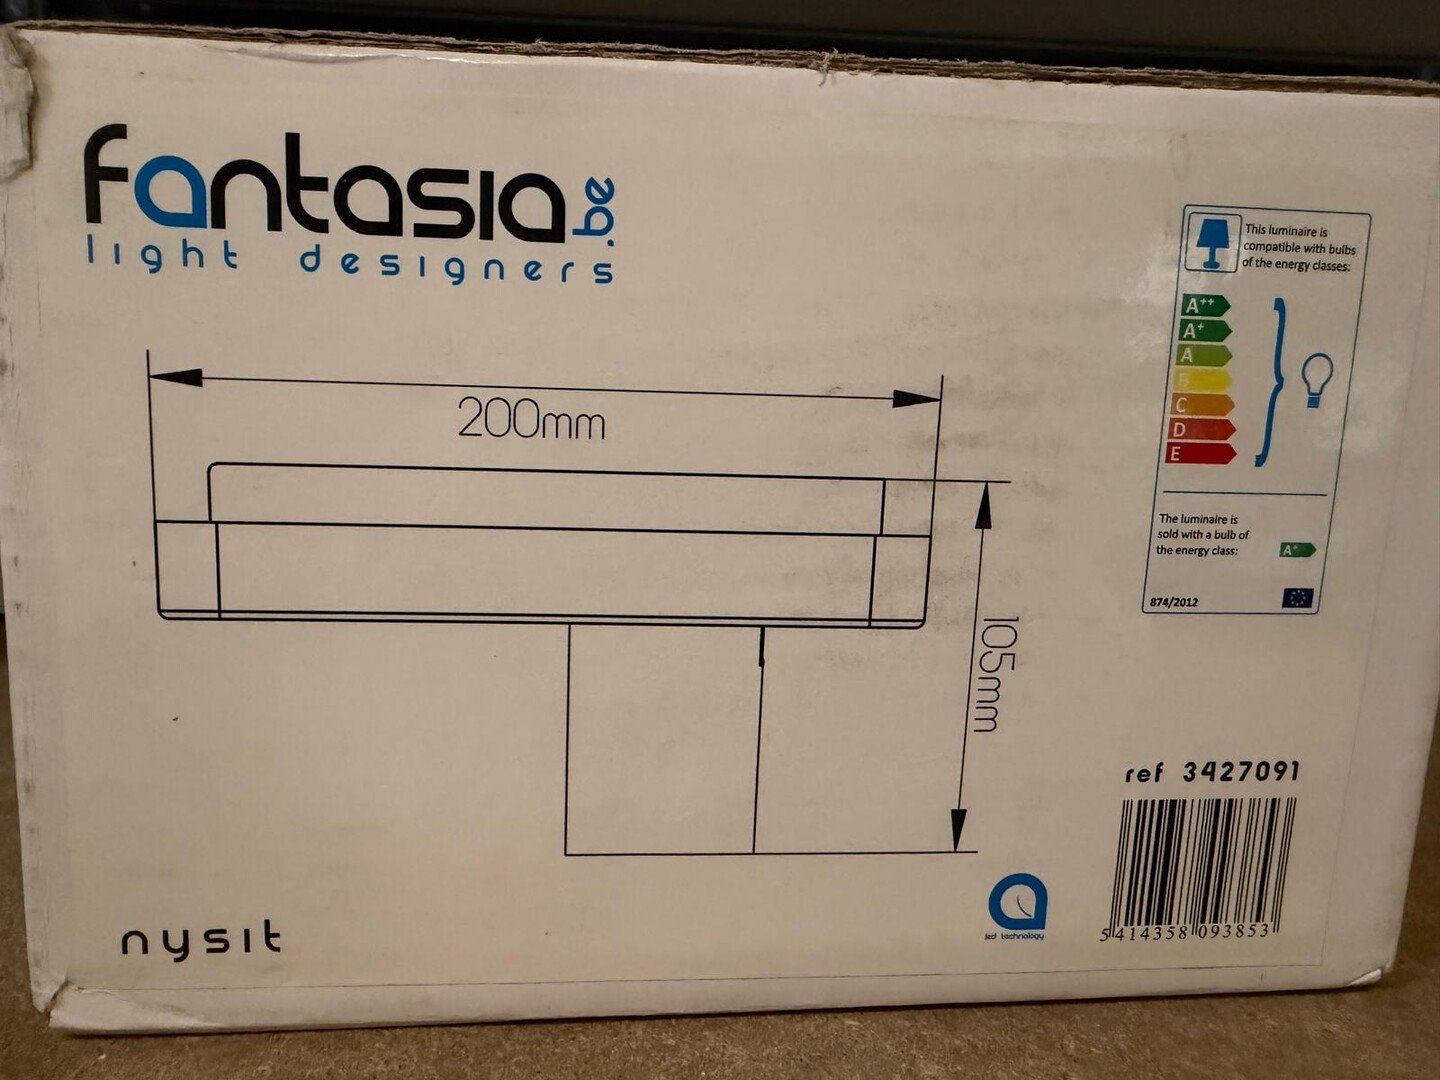 fantasia.be
light designers
This luminaire is
compatible with bulbs
of the energy classes:
A++
A+
A
B
C
D
E
The luminaire is
sold with a bulb of
the energy class:
A+
874/2012
200mm
105mm
ref 3427091
5 414358 093853
led technology
nysit